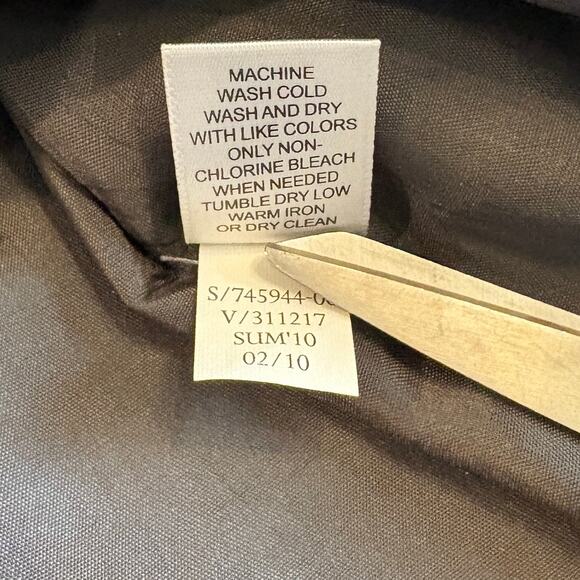 MACHINE
WASH COLD
WASH AND DRY
WITH LIKE COLORS
ONLY NON-
CHLORINE BLEACH
WHEN NEEDED
TUMBLE DRY LOW
WARM IRON
OR DRY CLEAN
S/745944-0
V/311217
SUM'10
02/10